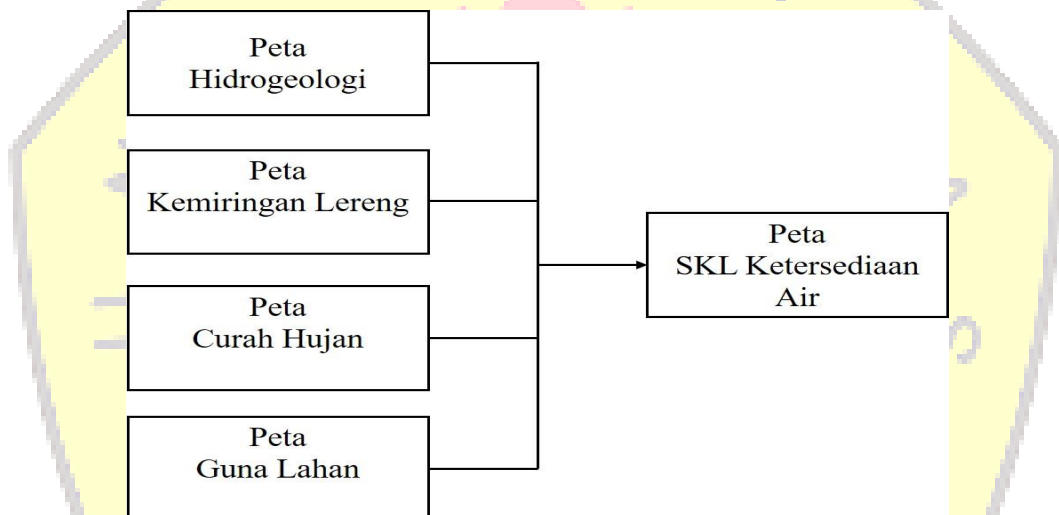 Peta
Hidrogeologi
Peta
Kemiringan Lereng
Peta
Curah Hujan
Peta
Guna Lahan
Peta
SKL Ketersediaan
Air